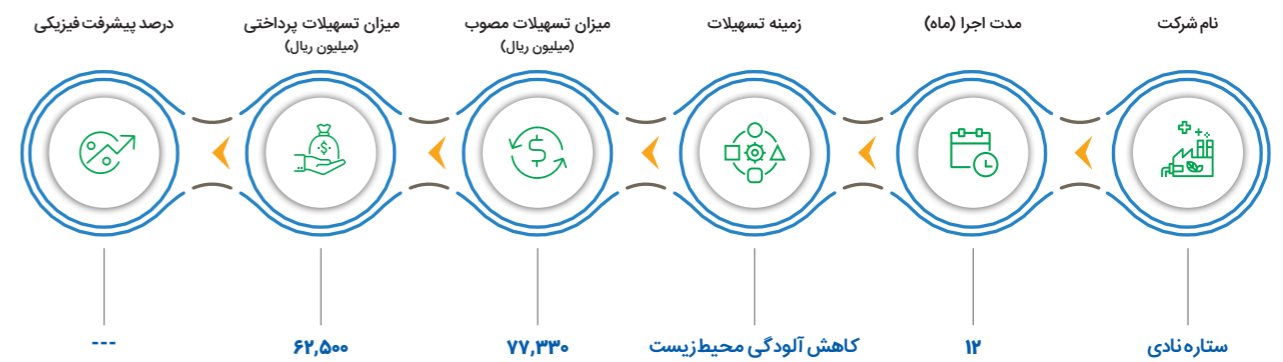 نام شرکت
مدت اجرا (ماه)
زمینه تسهیلات
میزان تسهیلات مصوب
(میلیون ریال)
میزان تسهیلات پرداختی
(میلیون ریال)
درصد پیشرفت فیزیکی
ستاره نادی
۱۲
کاهش آلودگی محیط‌زیست
۷۷,۳۳۰
۶۲,۵۰۰
---